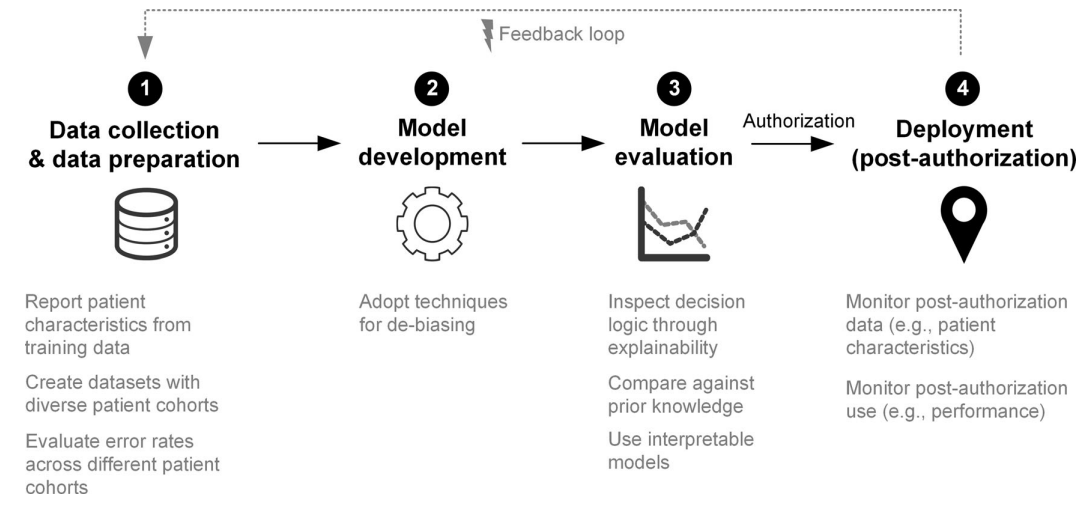 Feedback loop
1
Data collection
& data preparation
Report patient
characteristics from
training data
Create datasets with
diverse patient cohorts
Evaluate error rates
across different patient
cohorts
2
Model
development
Adopt techniques
for de-biasing
3
Model
evaluation
Inspect decision
logic through
explainability
Compare against
prior knowledge
Use interpretable
models
Authorization
4
Deployment
(post-authorization)
Monitor post-authorization
data (e.g., patient
characteristics)
Monitor post-authorization
use (e.g., performance)